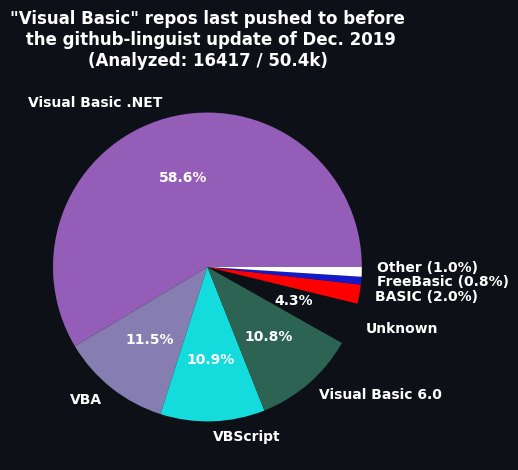 "Visual Basic" repos last pushed to before
the github-linguist update of Dec. 2019
(Analyzed: 16417 / 50.4k)
Visual Basic .NET
58.6%
Other (1.0%)
FreeBasic (0.8%)
BASIC (2.0%)
4.3%
Unknown
10.8%
11.5%
10.9%
Visual Basic 6.0
VBA
VBScript